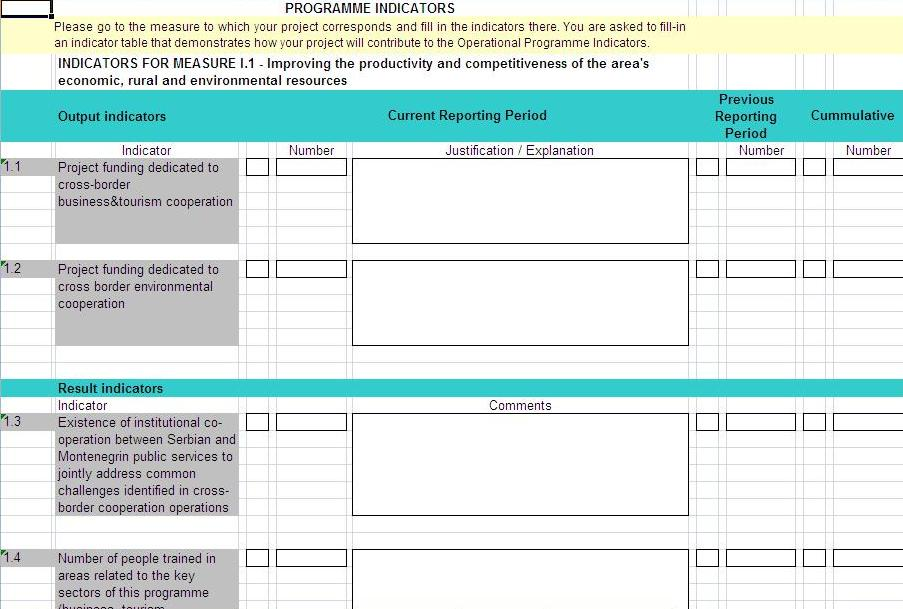 PROGRAMME INDICATORS
Please go to the measure to which your project corresponds and fill in the indicators there. You are asked to fill-in
an indicator table that demonstrates how your project will contribute to the Operational Programme Indicators.
INDICATORS FOR MEASURE I.1 - Improving the productivity and competitiveness of the area's
economic, rural and environmental resources
Output indicators
Current Reporting Period
Previous
Reporting
Period
Cummulative
Indicator Number Justification / Explanation Number Number
1.1 Project funding dedicated to
cross-border
business&tourism cooperation
1.2 Project funding dedicated to
cross border environmental
cooperation
Result indicators
Indicator Comments
1.3 Existence of institutional co-
operation between Serbian and
Montenegrin public services to
jointly address common
challenges identified in cross-
border cooperation operations
1.4 Number of people trained in
areas related to the key
sectors of this programme
(business, tourism,